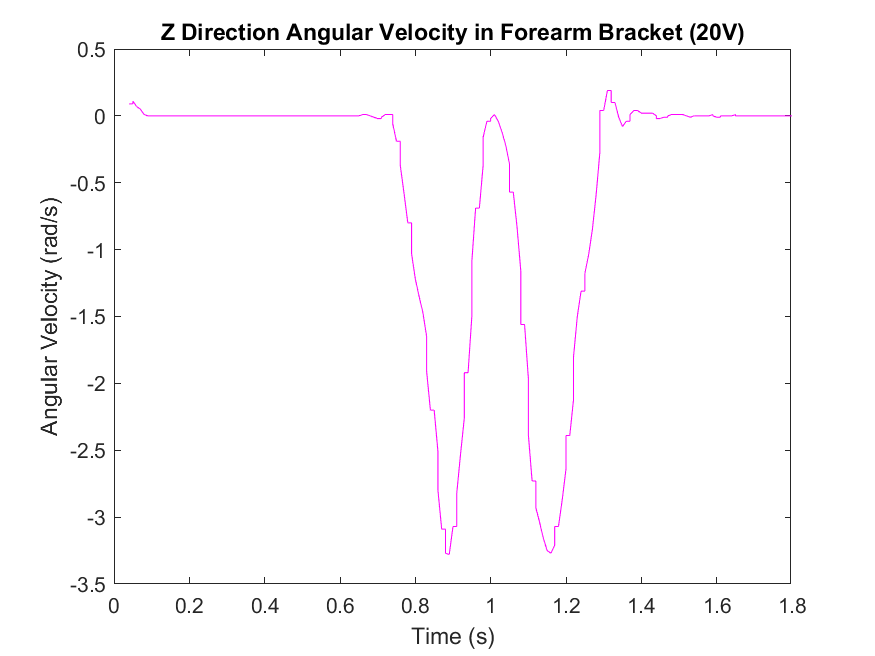 Z Direction Angular Velocity in Forearm Bracket (20V)
0.5
0
-0.5
-1
-1.5
-2
-2.5
-3
-3.5
Angular Velocity (rad/s)
0 0.2 0.4 0.6 0.8 1 1.2 1.4 1.6 1.8
Time (s)